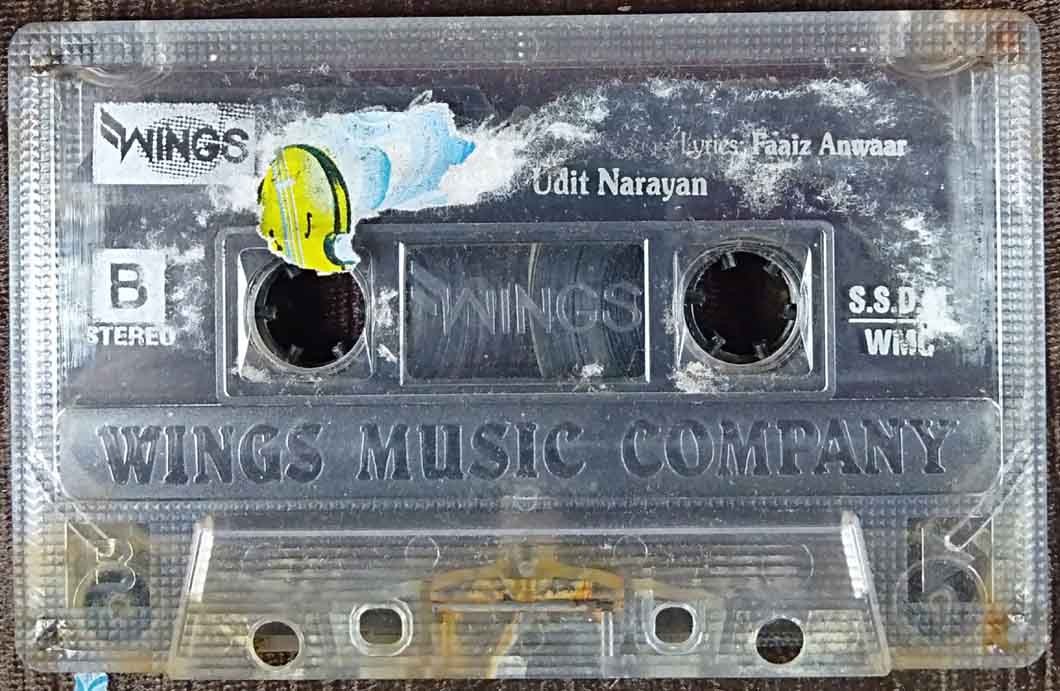 WINGS
Lyrics: Faaiz Anwaar
Udit Narayan
B
STEREO
WINGS
S.S.D.
WMC
WINGS MUSIC COMPANY
B